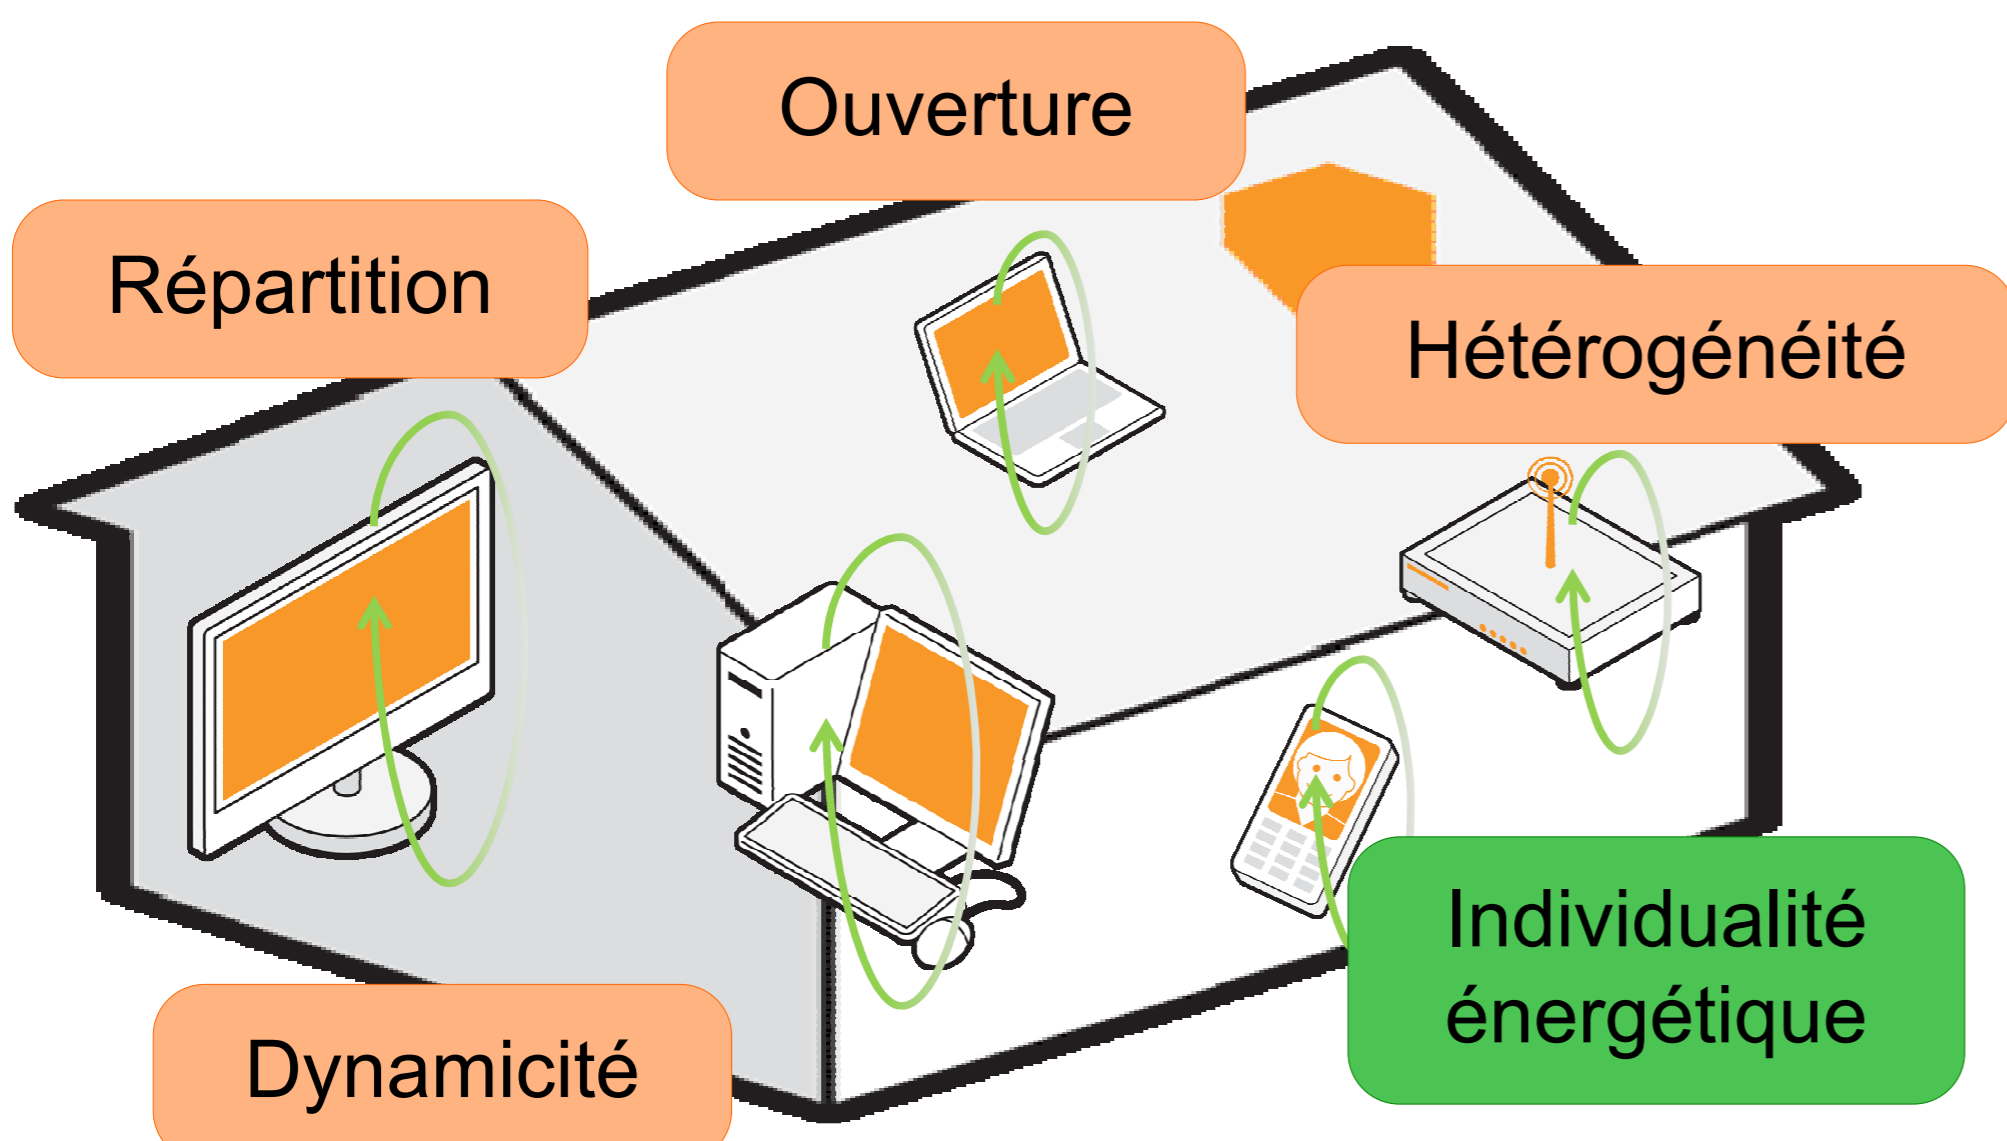 Ouverture
Répartition
Hétérogénéité
Individualité
énergétique
Dynamicité